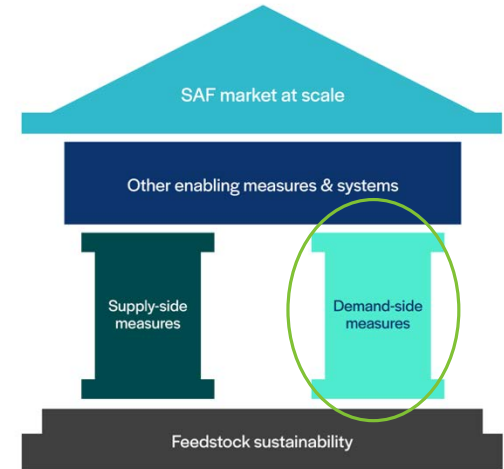 SAF market at scale
Other enabling measures & systems
Supply-side
measures
Demand-side
measures
Feedstock sustainability